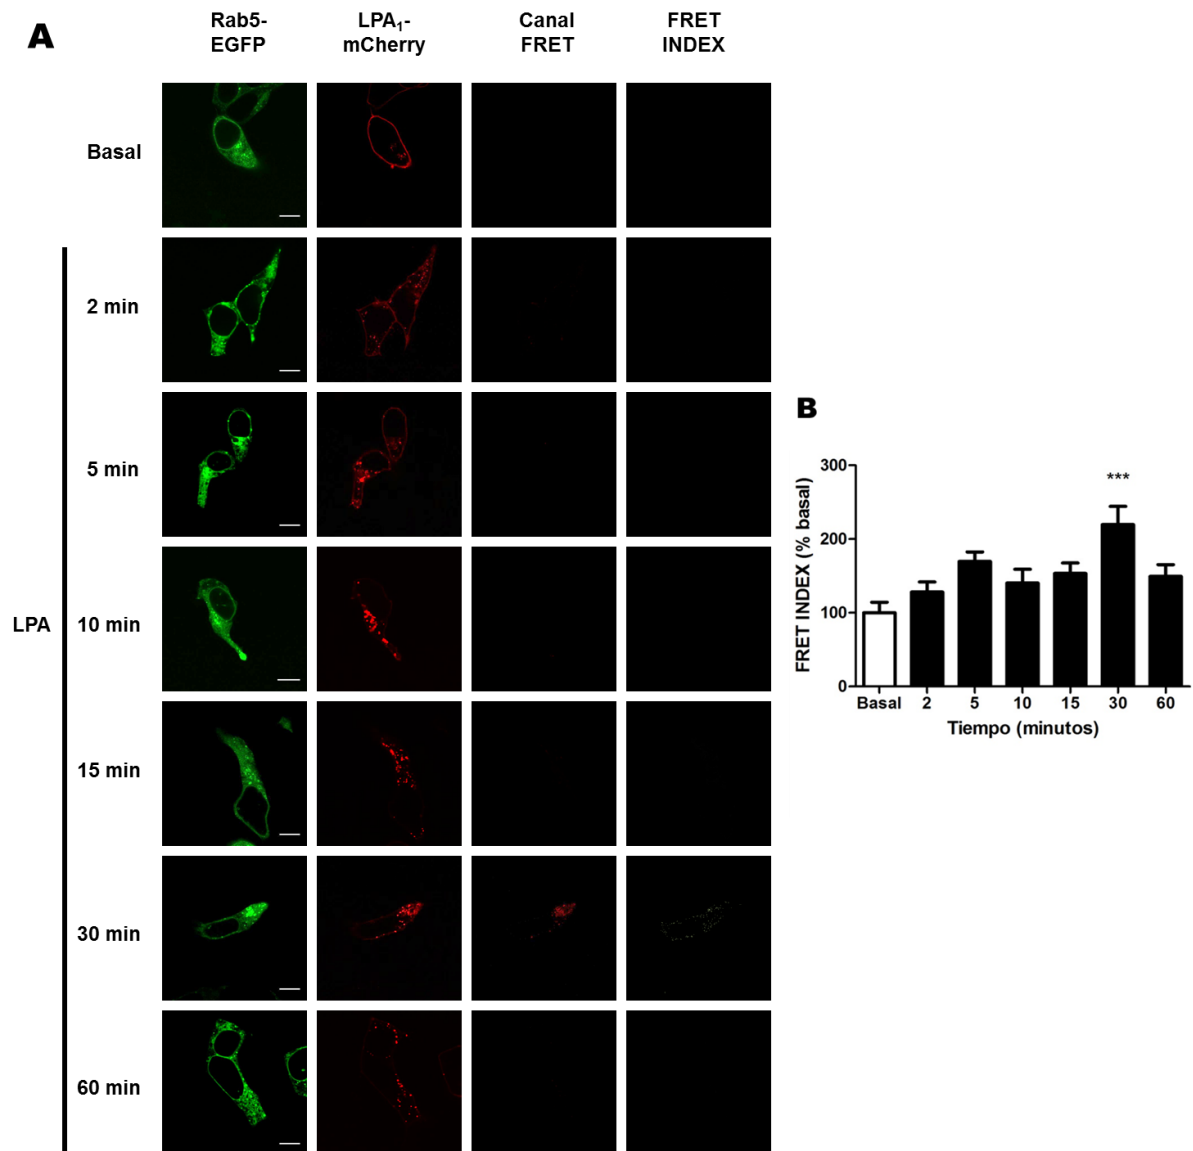 A
Rab5-
EGFP
LPA₁-
mCherry
Canal
FRET
FRET
INDEX
Basal
2 min
5 min
10 min
15 min
30 min
60 min
LPA
B
FRET INDEX (% basal)
300
200
100
0
***
Basal 2 5 10 15 30 60
Tiempo (minutos)